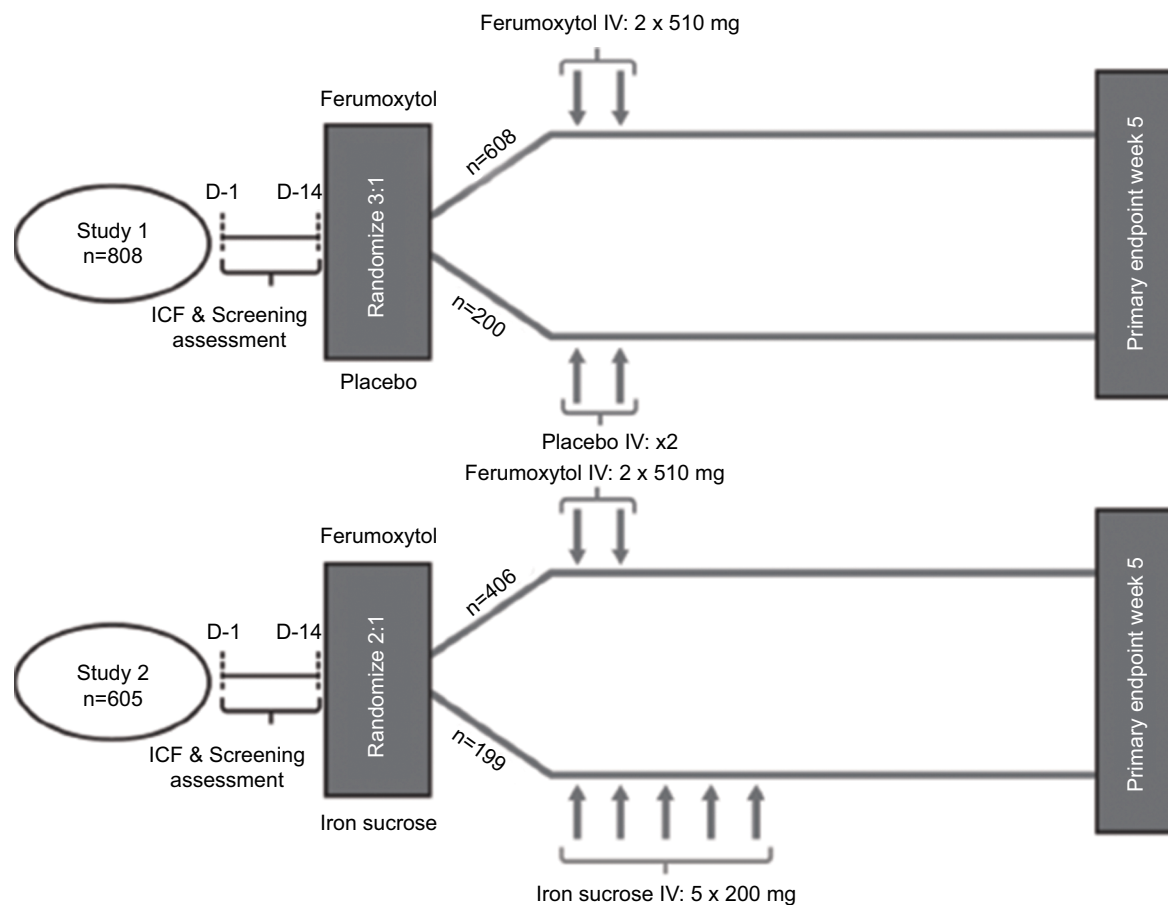 Ferumoxytol IV: 2 x 510 mg
Ferumoxytol
n=608
D-1
D-14
Study 1
n=808
Randomize 3:1
Primary endpoint week 5
ICF & Screening
assessment
n=200
Placebo
Placebo IV: x2
Ferumoxytol IV: 2 x 510 mg
Ferumoxytol
n=406
D-1
D-14
Study 2
n=605
Randomize 2:1
Primary endpoint week 5
ICF & Screening
assessment
n=199
Iron sucrose
Iron sucrose IV: 5 x 200 mg